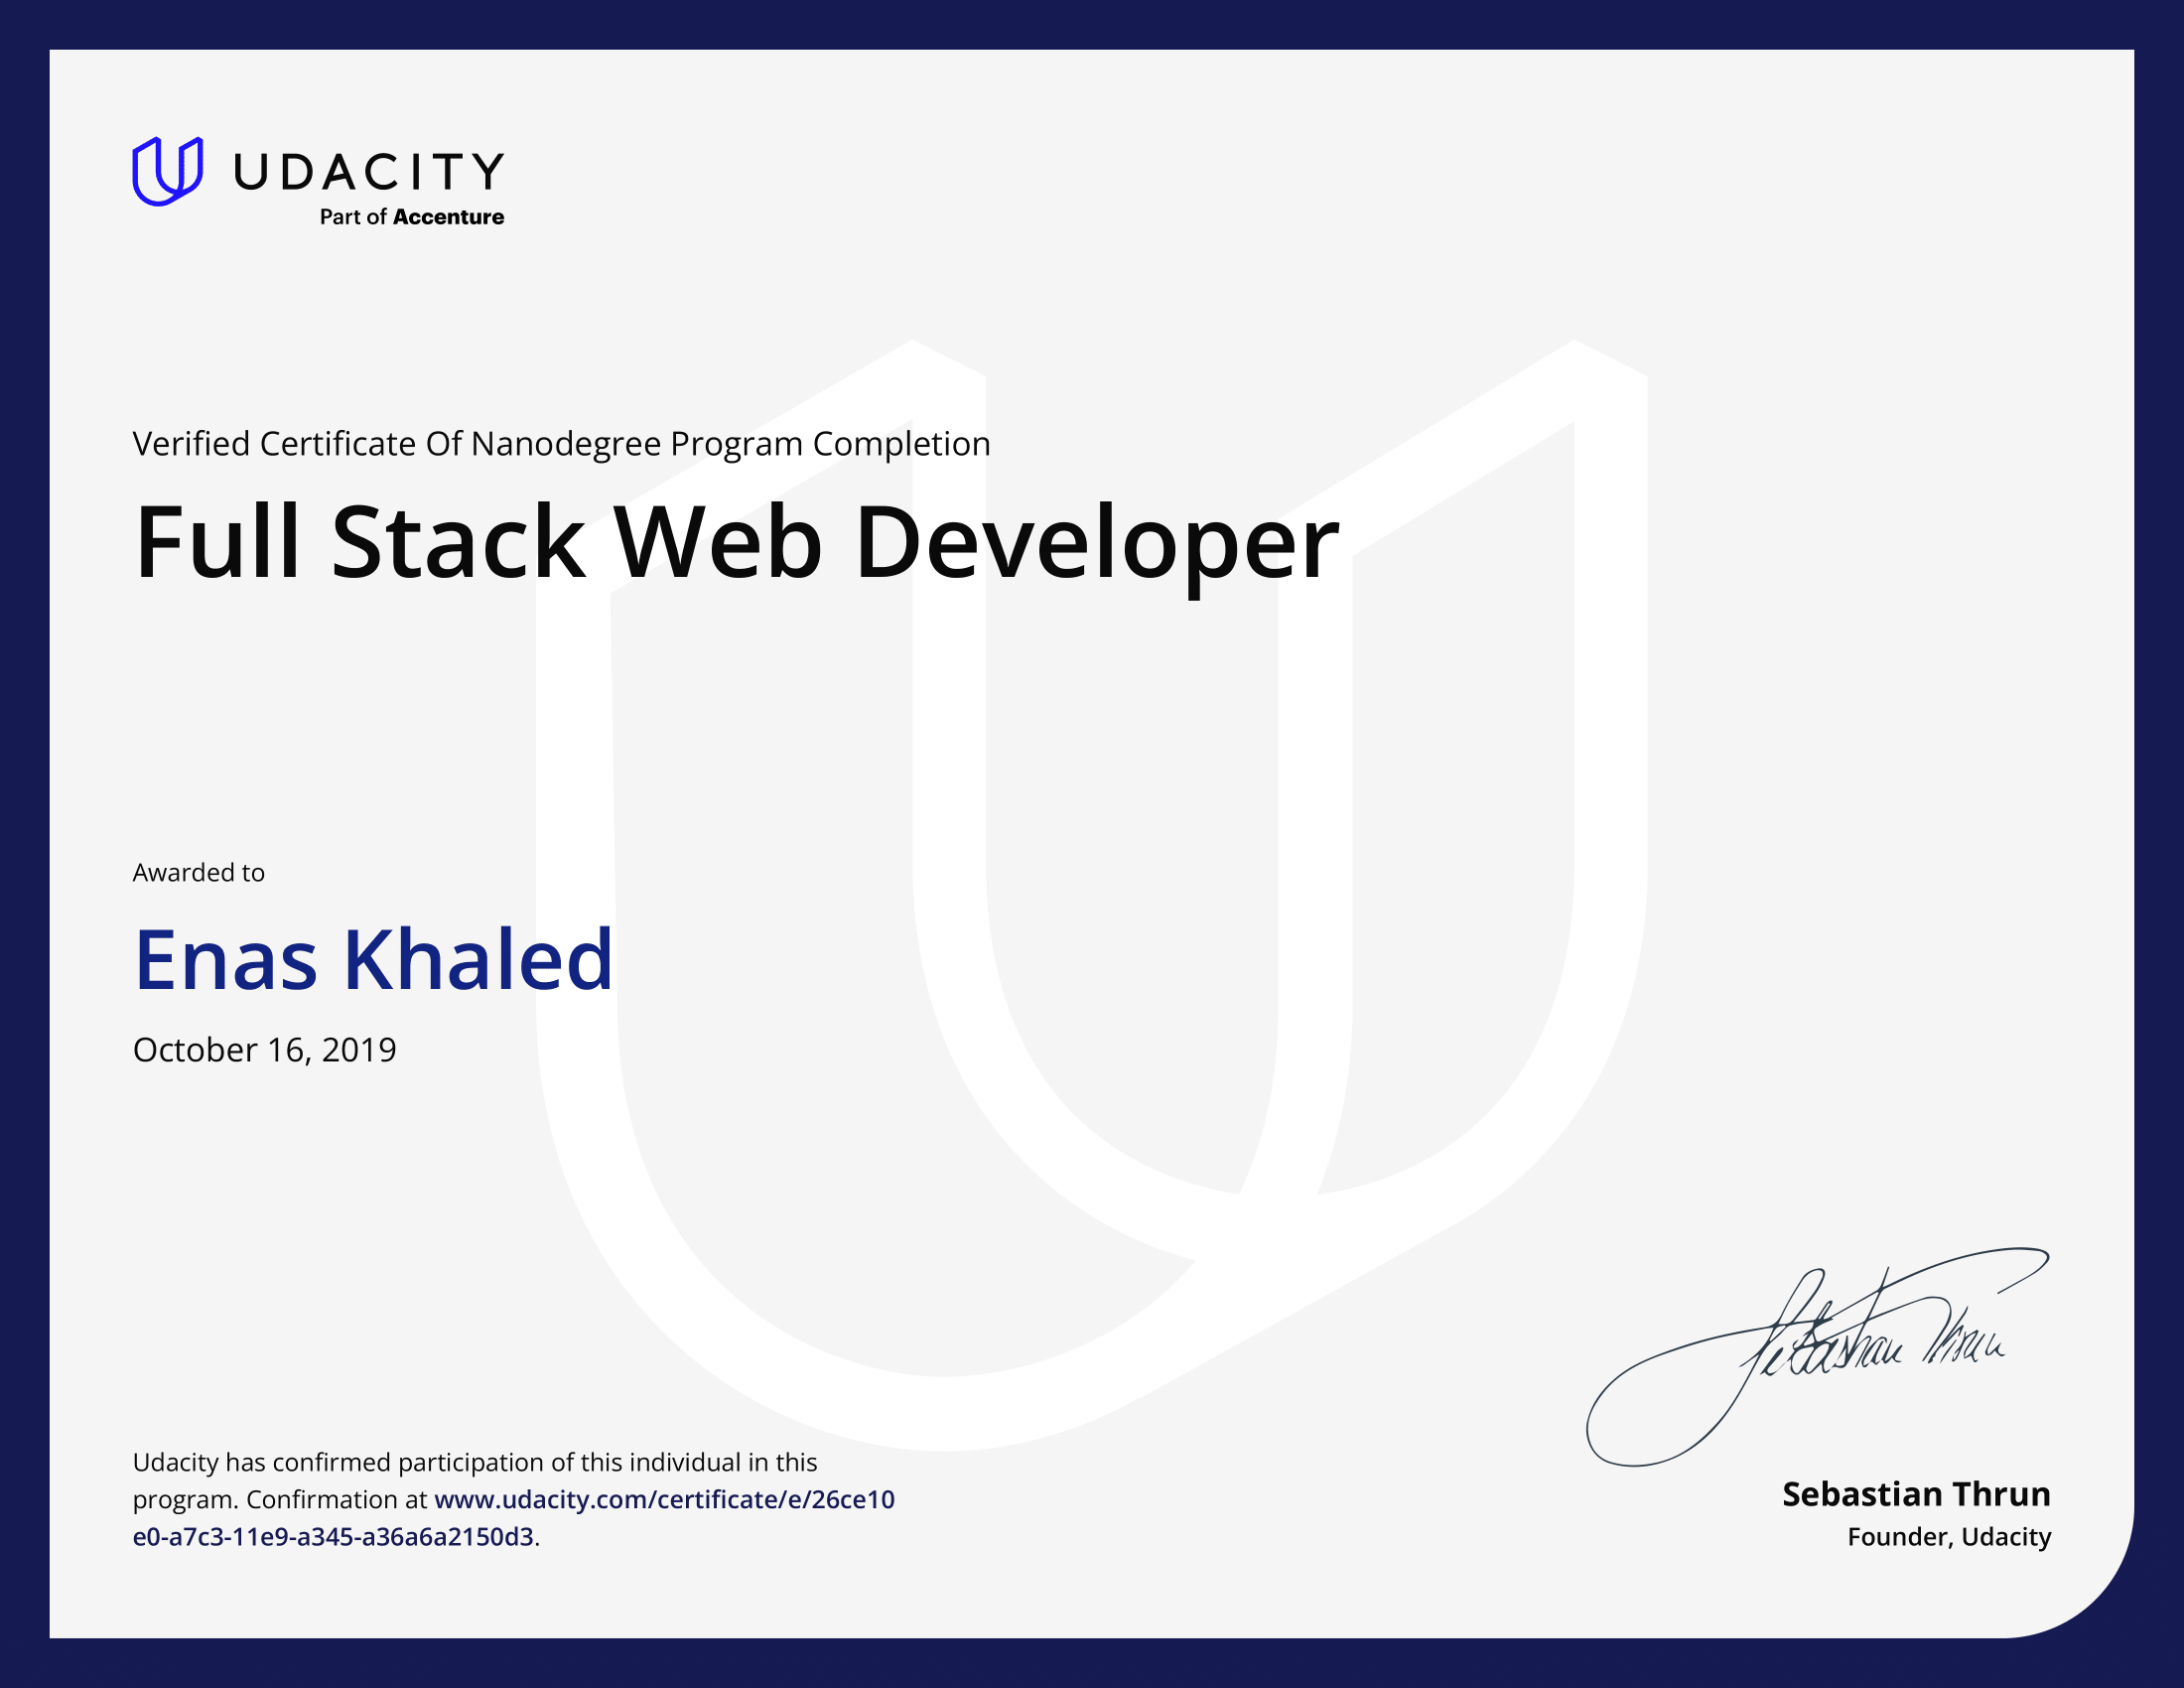 UDACITY
Part of Accenture
Verified Certificate Of Nanodegree Program Completion
Full Stack Web Developer
Awarded to
Enas Khaled
October 16, 2019
Sebastian Thrun
Udacity has confirmed participation of this individual in this
program. Confirmation at www.udacity.com/certificate/e/26ce10
e0-a7c3-11e9-a345-a36a6a2150d3.
Sebastian Thrun
Founder, Udacity